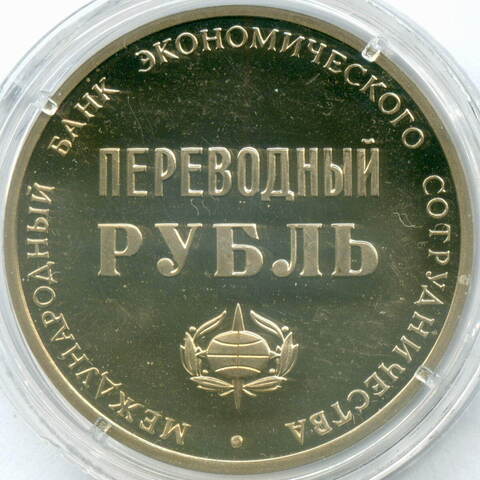 МЕЖДУНАРОДНЫЙ БАНК ЭКОНОМИЧЕСКОГО СОТРУДНИЧЕСТВА
ПЕРЕВОДНЫЙ
РУБЛЬ